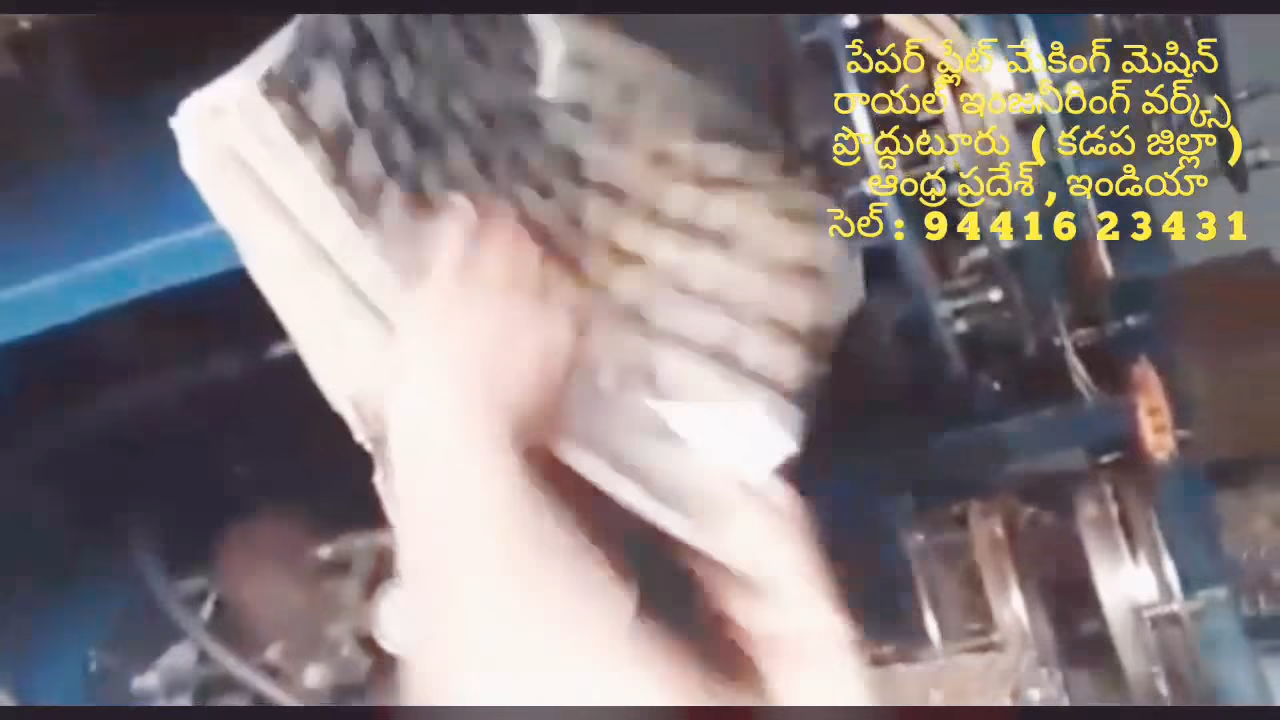 పేపర్ ప్లేట్ మేకింగ్ మెషిన్
రాయల్ ఇంజనీరింగ్ వర్క్స్
ప్రొద్దుటూరు ( కడప జిల్లా )
ఆంధ్ర ప్రదేశ్ , ఇండియా
సెల్ : 94416 23431